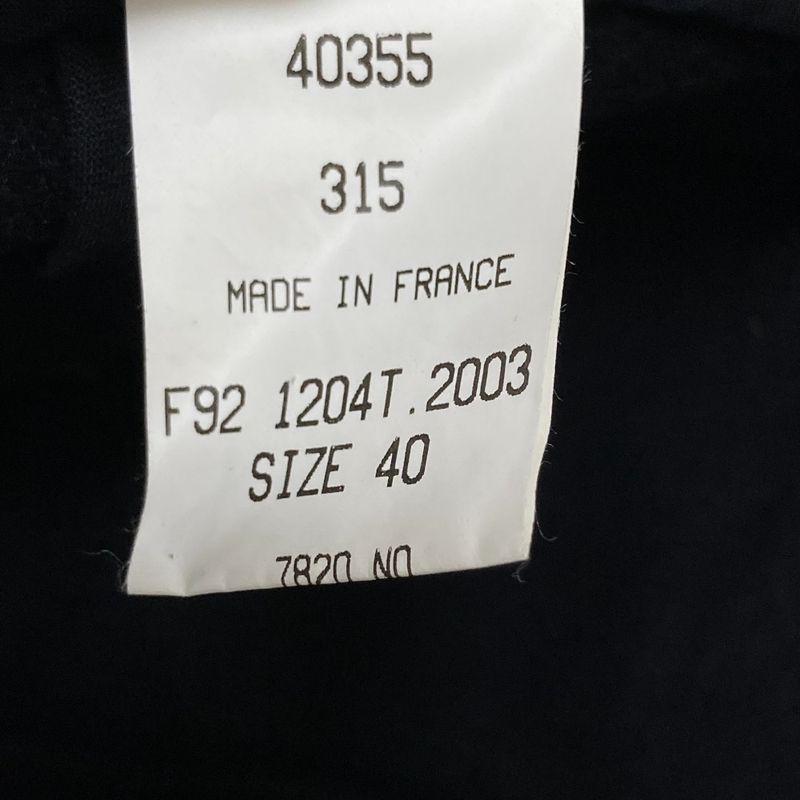 40355
315
MADE IN FRANCE
F92 1204T.2003
SIZE 40
7820 NO